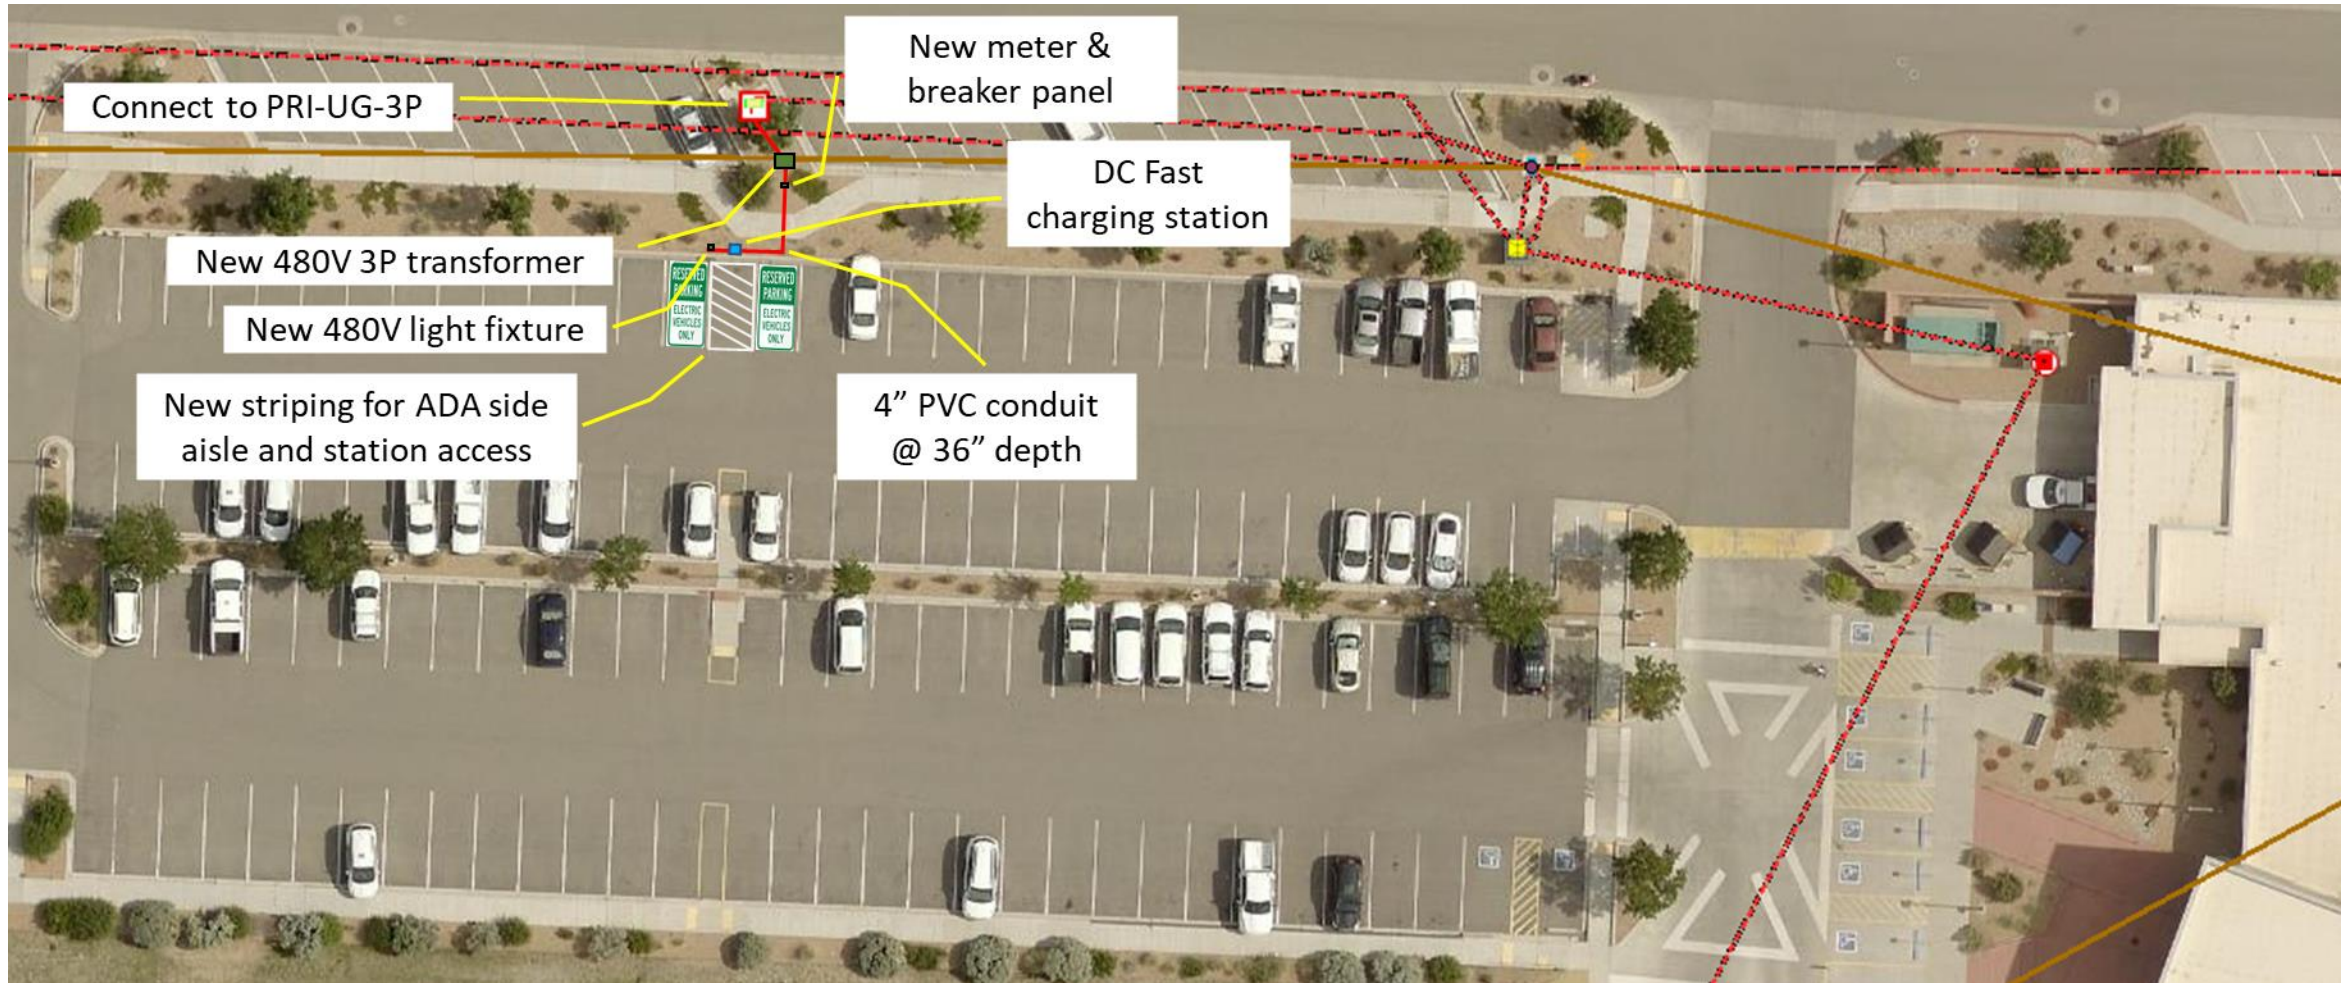 New meter &
breaker panel
Connect to PRI-UG-3P
DC Fast
charging station
New 480V 3P transformer
New 480V light fixture
RESERVED
PARKING
ELECTRIC
VEHICLES
ONLY
RESERVED
PARKING
ELECTRIC
VEHICLES
ONLY
New striping for ADA side
aisle and station access
4” PVC conduit
@ 36” depth